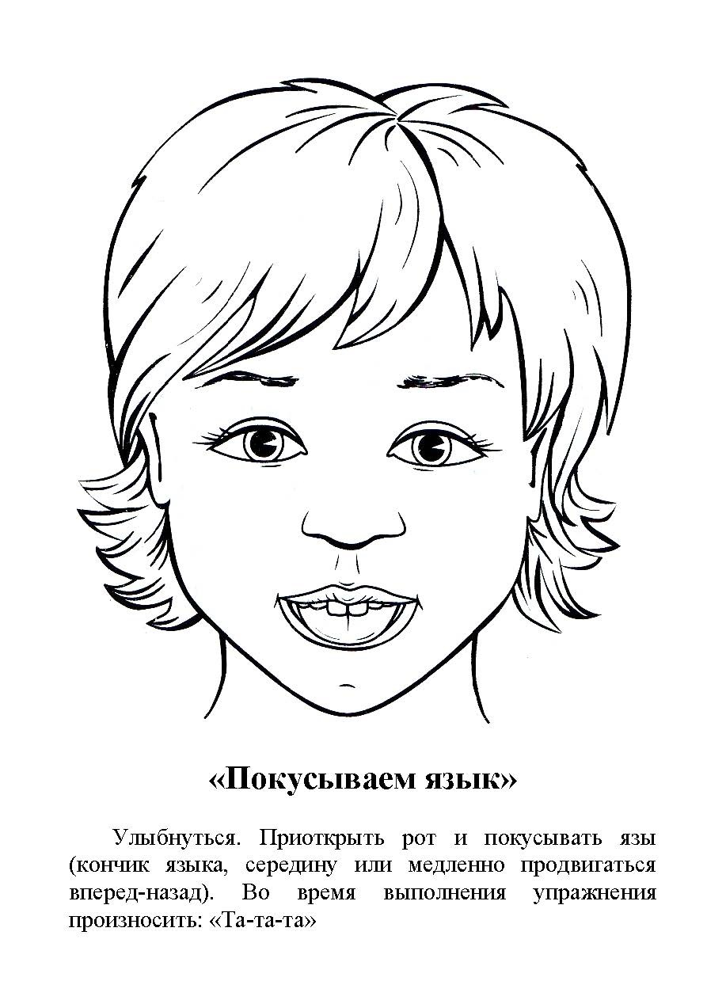 «Покусываем язык»
Улыбнуться. Приоткрыть рот и покусывать язы
(кончик языка, середину или медленно продвигаться
вперед-назад). Во время выполнения упражнения
произносить: «Та-та-та»